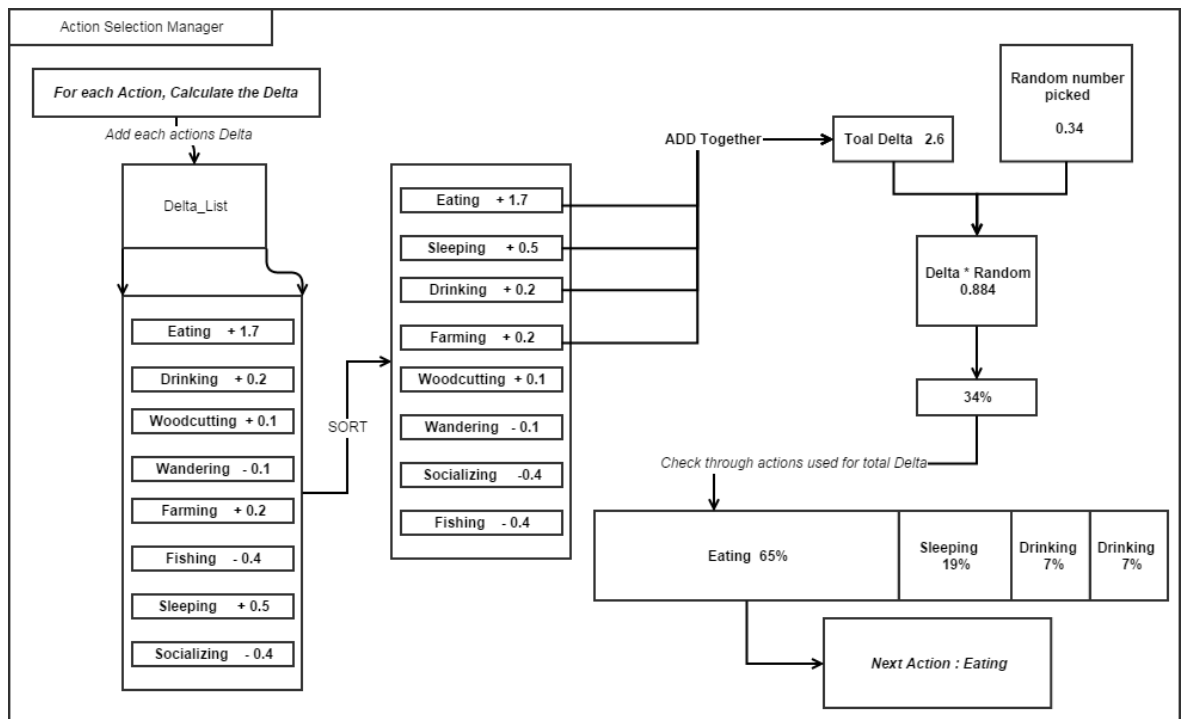 Action Selection Manager
For each Action, Calculate the Delta
Add each actions Delta
Delta_List
Eating + 1.7
Drinking + 0.2
Woodcutting + 0.1
Wandering - 0.1
Farming + 0.2
Fishing - 0.4
Sleeping + 0.5
Socializing - 0.4
SORT
Eating + 1.7
Sleeping + 0.5
Drinking + 0.2
Farming + 0.2
Woodcutting + 0.1
Wandering - 0.1
Socializing -0.4
Fishing - 0.4
ADD Together
Toal Delta 2.6
Random number
picked
0.34
Delta * Random
0.884
34%
Check through actions used for total Delta
Eating 65%
Sleeping
19%
Drinking
7%
Drinking
7%
Next Action : Eating